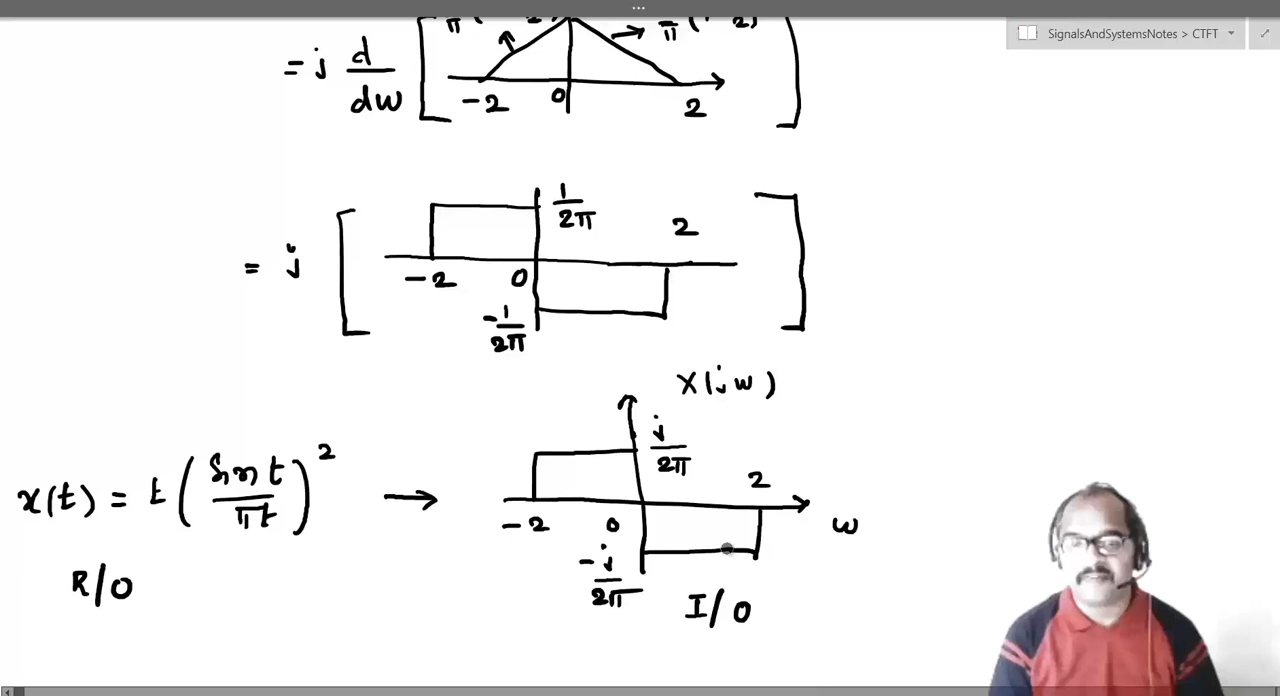 SignalsAndSystemsNotes > CTFT
= j d/dw [
-2 0 2
= j [ 1/2π 2 ]
-2 0
-1/2π
X(jw)
x(t) = t (sin t/πt)^2 → j/2π 2
-2 0 w
-j/2π
R/O I/O